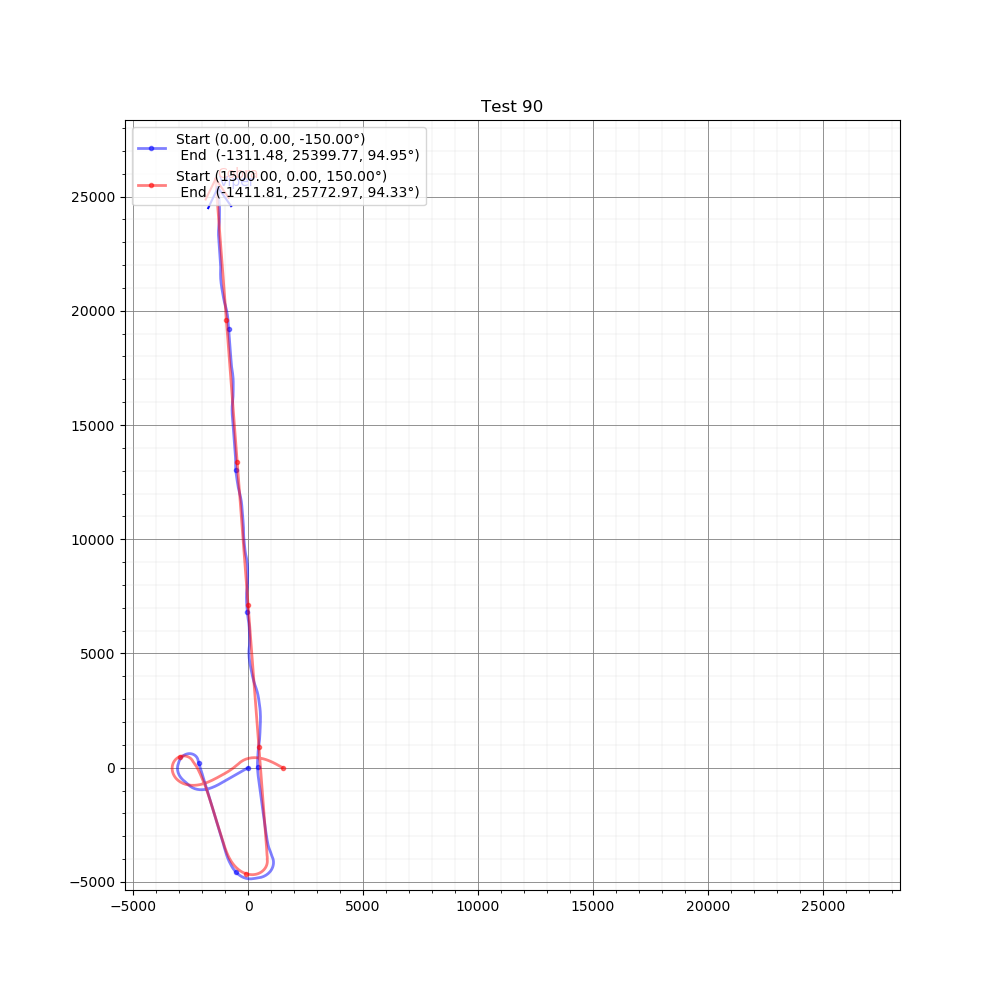 Test 90
Start (0.00, 0.00, -150.00°)
End (-1311.48, 25399.77, 94.95°)
Start (1500.00, 0.00, 150.00°)
End (-1411.81, 25772.97, 94.33°)
25000
20000
15000
10000
5000
0
−5000
−5000 0 5000 10000 15000 20000 25000